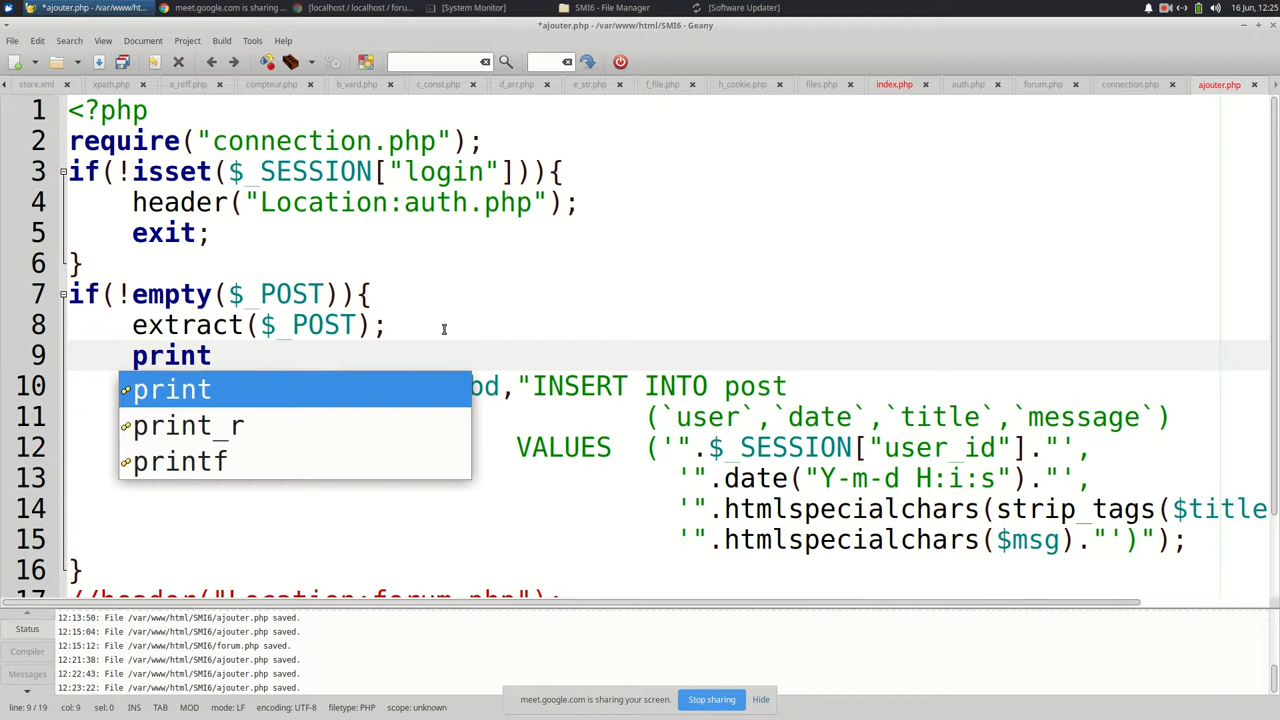 *ajouter.php - /var/www/ht...
meet.google.com is sharing ...
[localhost / localhost / foru...
[System Monitor]
SMI6 - File Manager
[Software Updater]
16 Jun, 12:25
*ajouter.php - /var/www/html/SMI6 - Geany
File Edit Search View Document Project Build Tools Help
store.xml xpath.php a_reff.php compteur.php b_vard.php c_const.php d_arr.php e_str.php f_file.php h_cookie.php files.php index.php auth.php forum.php connection.php ajouter.php
1 <?php
2 require("connection.php");
3 if(!isset($_SESSION["login"])){
4 header("Location:auth.php");
5 exit;
6 }
7 if(!empty($_POST)){
8 extract($_POST);
9 print
print
print_r
printf
10 bd,"INSERT INTO post
11 (`user`,`date`,`title`,`message`)
12 VALUES ('".$_SESSION["user_id"]."',
13 '".date("Y-m-d H:i:s")."',
14 '".htmlspecialchars(strip_tags($title
15 '".htmlspecialchars($msg)."')");
16 }
17 //header("Location:forum.php");
Status
Compiler
Messages
12:13:50: File /var/www/html/SMI6/ajouter.php saved.
12:15:04: File /var/www/html/SMI6/ajouter.php saved.
12:15:12: File /var/www/html/SMI6/forum.php saved.
12:21:38: File /var/www/html/SMI6/ajouter.php saved.
12:22:43: File /var/www/html/SMI6/ajouter.php saved.
12:23:22: File /var/www/html/SMI6/ajouter.php saved.
meet.google.com is sharing your screen. Stop sharing Hide
col: 9 sel: 0 INS TAB MOD mode: LF encoding: UTF-8 filetype: PHP scope: unknown